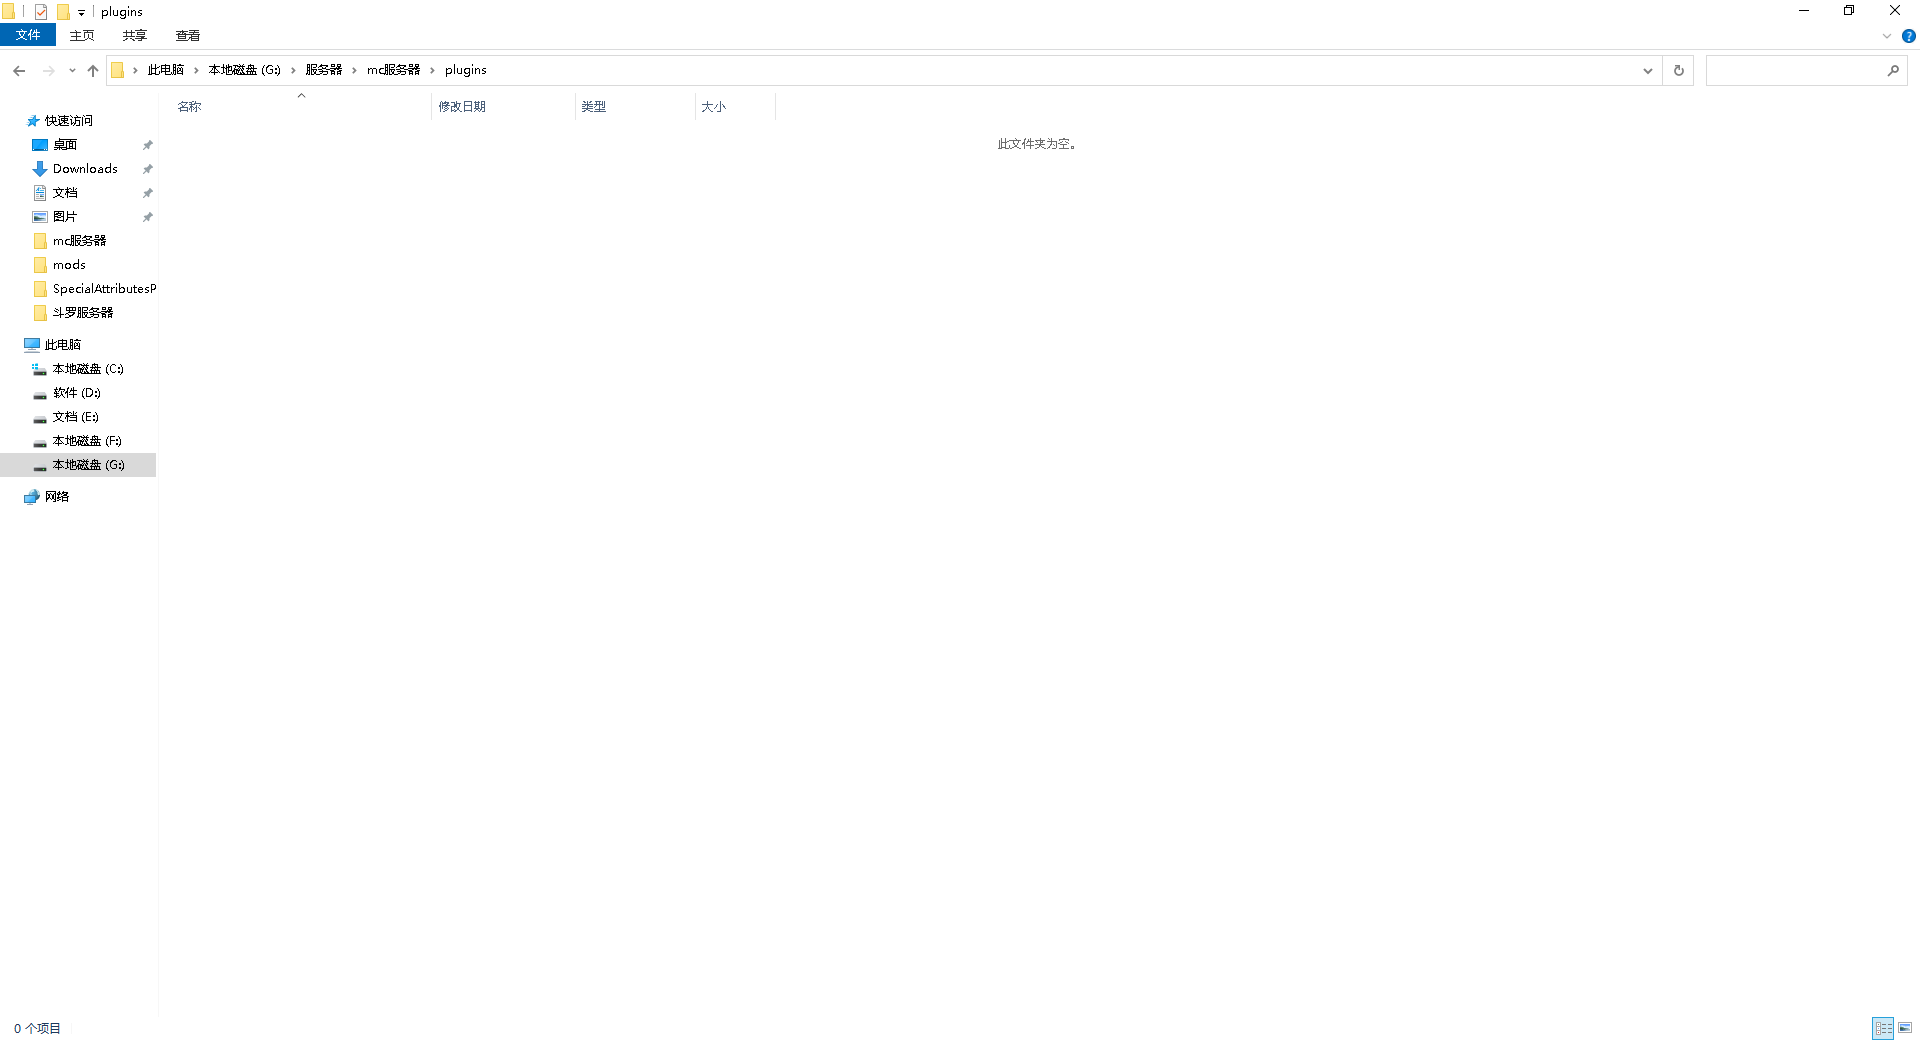 plugins
文件 主页 共享 查看
此电脑 本地磁盘 (G:) 服务器 mc服务器 plugins
名称 修改日期 类型 大小
此文件夹为空。
快速访问
桌面
Downloads
文档
图片
mc服务器
mods
SpecialAttributesP
斗罗服务器
此电脑
本地磁盘 (C:)
软件 (D:)
文档 (E:)
本地磁盘 (F:)
本地磁盘 (G:)
网络
0 个项目